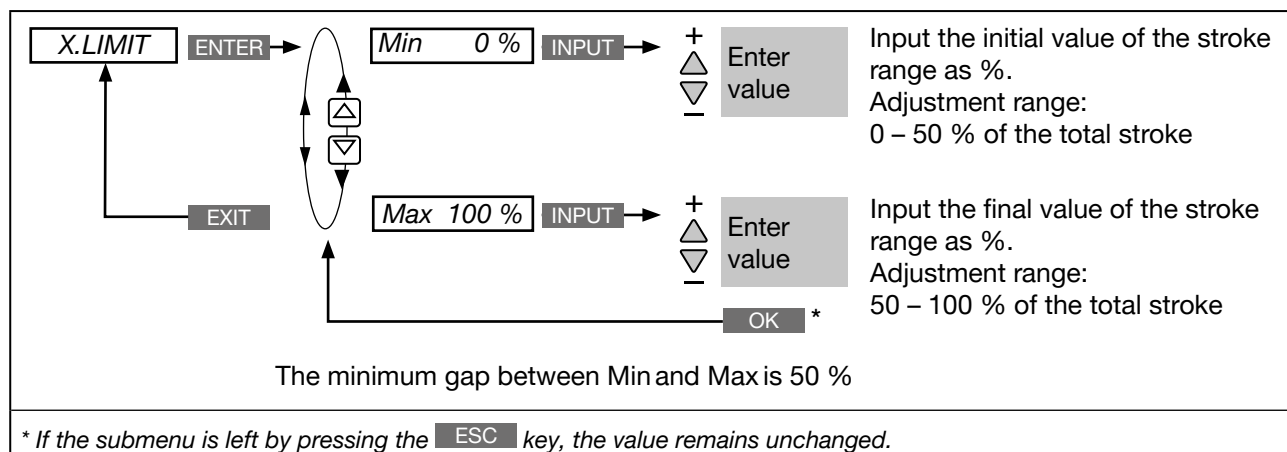 X.LIMIT
ENTER
Min 0 %
INPUT
+
Enter
value
–
Input the initial value of the stroke
range as %.
Adjustment range:
0 – 50 % of the total stroke
EXIT
Max 100 %
INPUT
+
Enter
value
–
Input the final value of the stroke
range as %.
Adjustment range:
50 – 100 % of the total stroke
OK *
The minimum gap between Min and Max is 50 %
* If the submenu is left by pressing the ESC key, the value remains unchanged.